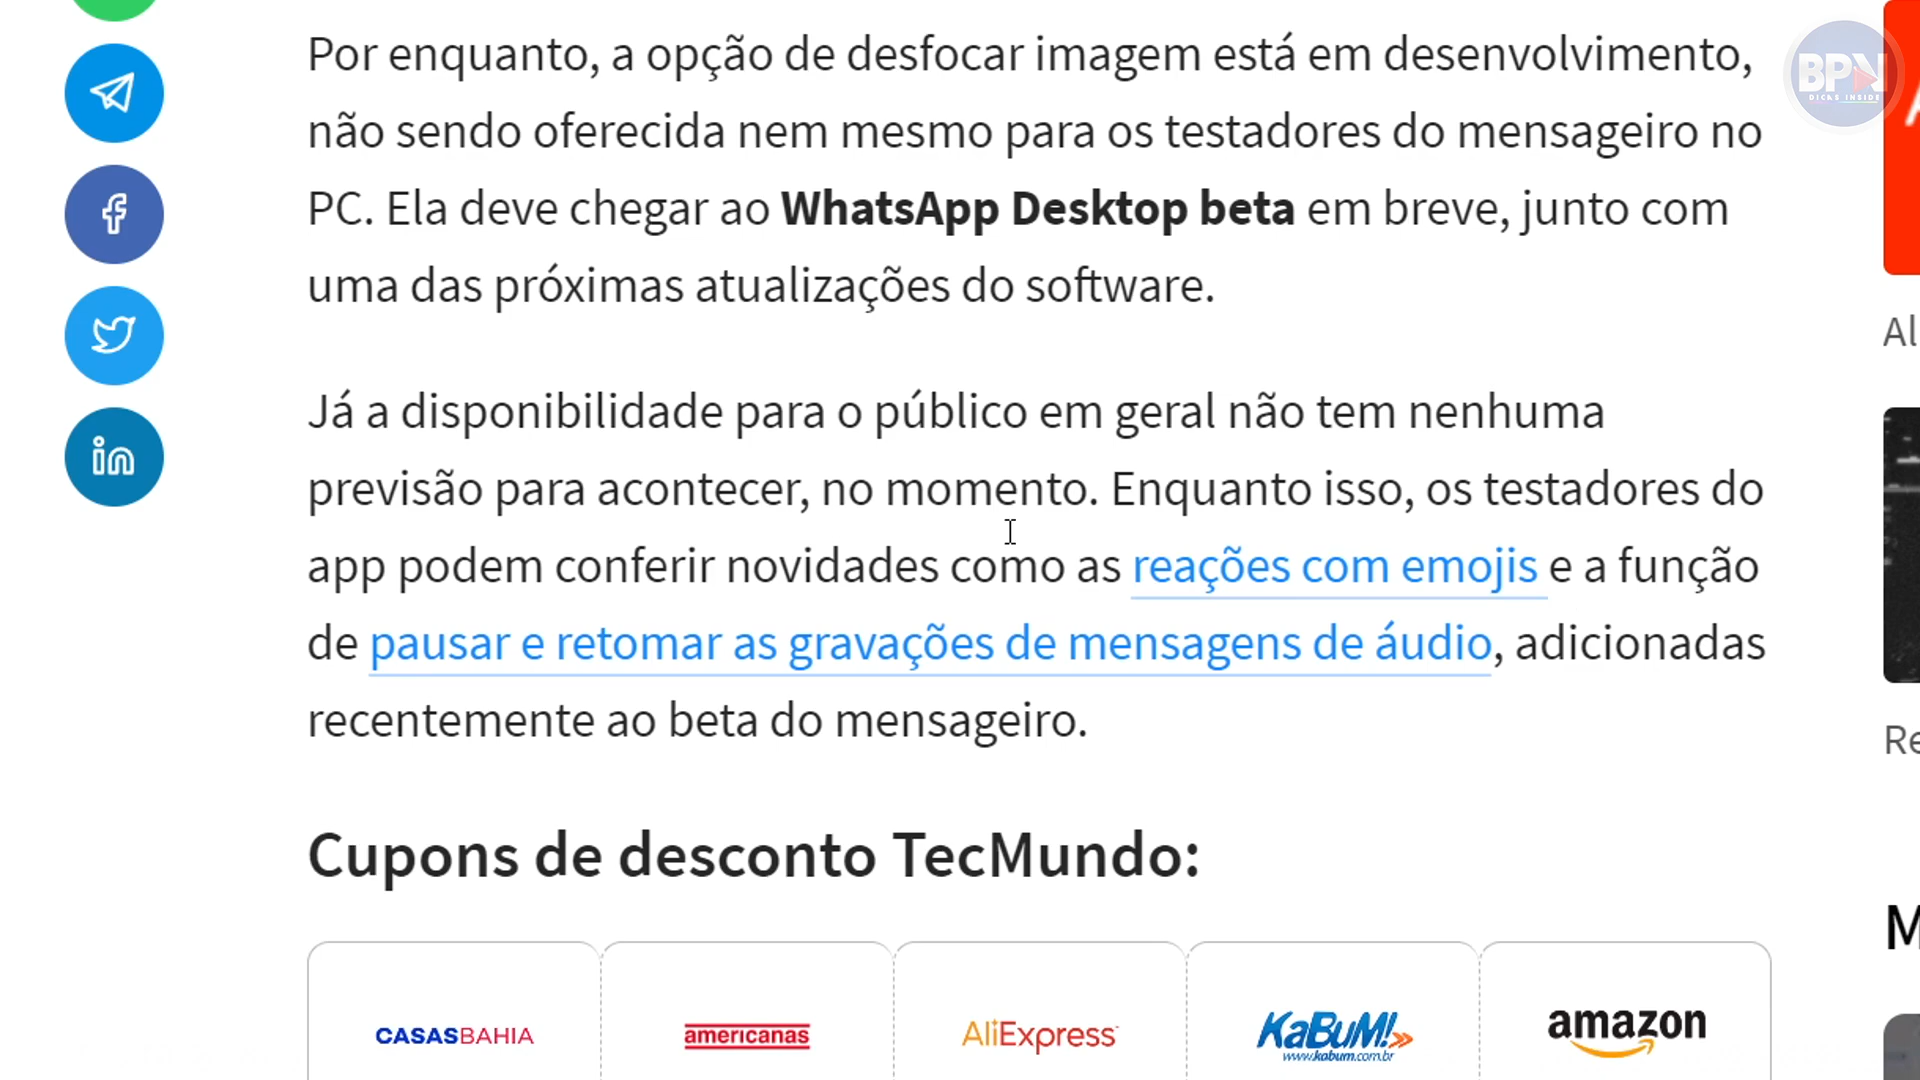 Por enquanto, a opção de desfocar imagem está em desenvolvimento,
não sendo oferecida nem mesmo para os testadores do mensageiro no
PC. Ela deve chegar ao WhatsApp Desktop beta em breve, junto com
uma das próximas atualizações do software.
Já a disponibilidade para o público em geral não tem nenhuma
previsão para acontecer, no momento. Enquanto isso, os testadores do
app podem conferir novidades como as reações com emojis e a função
de pausar e retomar as gravações de mensagens de áudio, adicionadas
recentemente ao beta do mensageiro.
Cupons de desconto TecMundo:
CASASBAHIA
americanas
AliExpress
KaBuM!
www.kabum.com.br
amazon
BPN
DICAS INSIDE
Al
Re
M